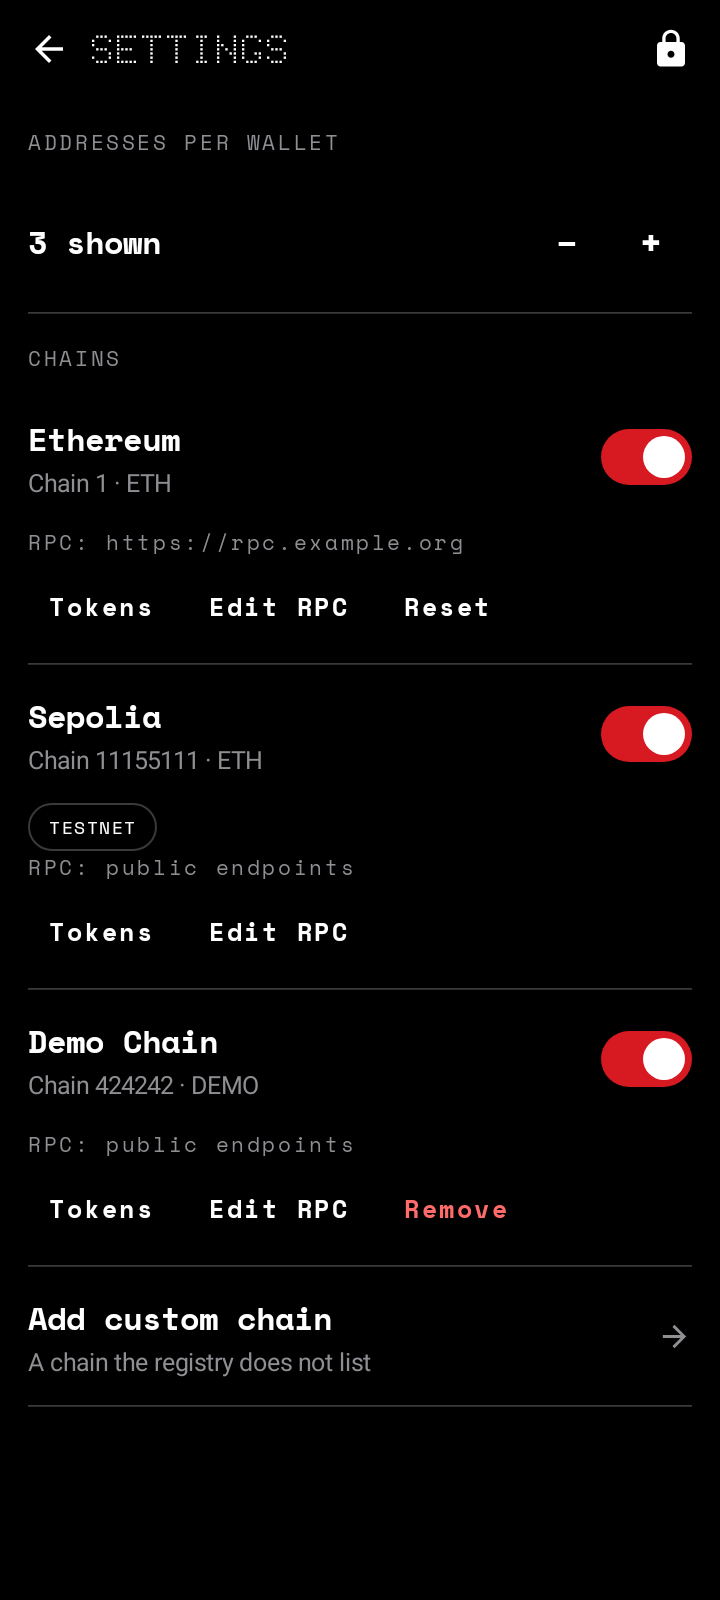 SETTINGS
ADDRESSES PER WALLET
3 shown − +
CHAINS
Ethereum
Chain 1 · ETH
RPC: https://rpc.example.org
Tokens Edit RPC Reset
Sepolia
Chain 11155111 · ETH
TESTNET
RPC: public endpoints
Tokens Edit RPC
Demo Chain
Chain 424242 · DEMO
RPC: public endpoints
Tokens Edit RPC Remove
Add custom chain
A chain the registry does not list